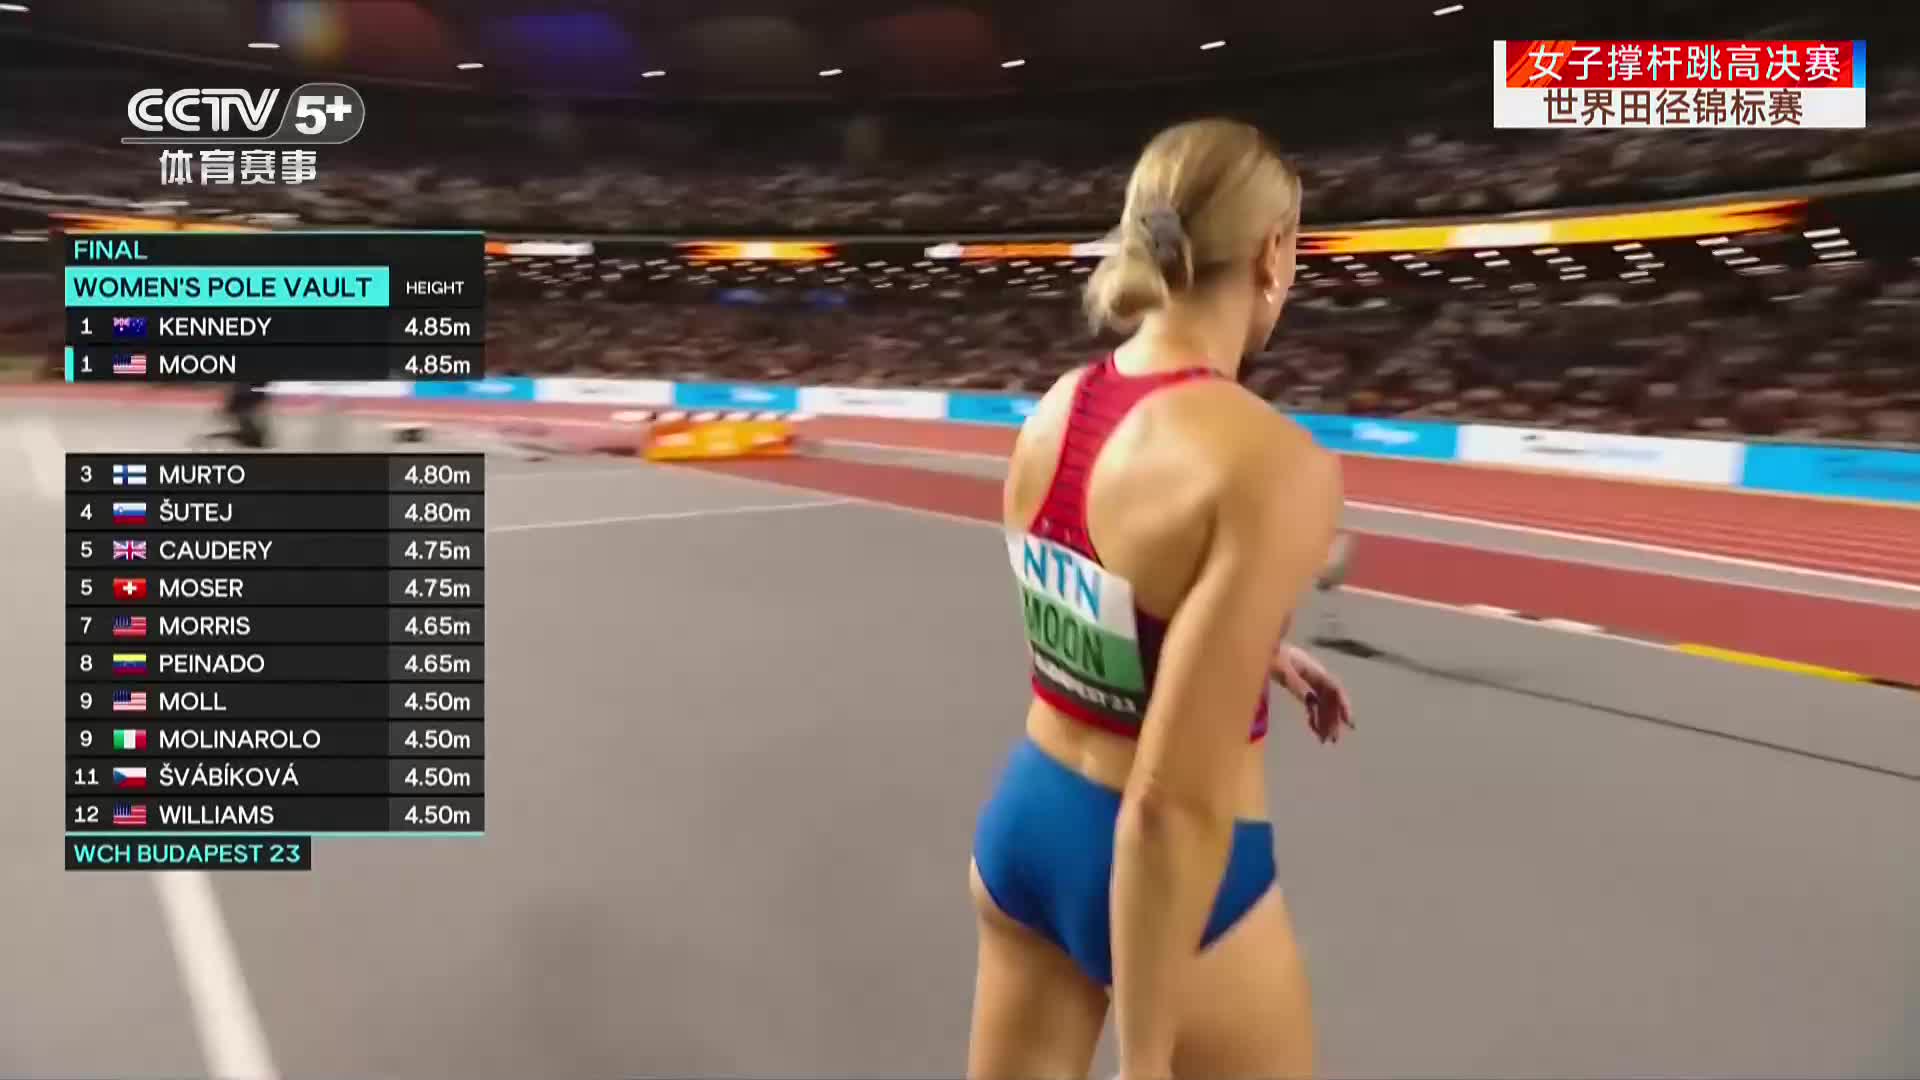 CCTV 5+
体育赛事
女子撑杆跳高决赛
世界田径锦标赛
FINAL
WOMEN'S POLE VAULT HEIGHT
1 KENNEDY 4.85m
1 MOON 4.85m
3 MURTO 4.80m
4 ŠUTEJ 4.80m
5 CAUDERY 4.75m
5 MOSER 4.75m
7 MORRIS 4.65m
8 PEINADO 4.65m
9 MOLL 4.50m
9 MOLINAROLO 4.50m
11 ŠVÁBÍKOVÁ 4.50m
12 WILLIAMS 4.50m
WCH BUDAPEST 23
NTN
MOON